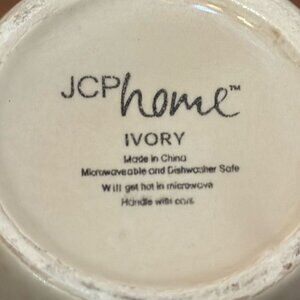 JCPhome™
IVORY
Made in China
Microwaveable and Dishwasher Safe
Will get hot in microwave
Handle with care